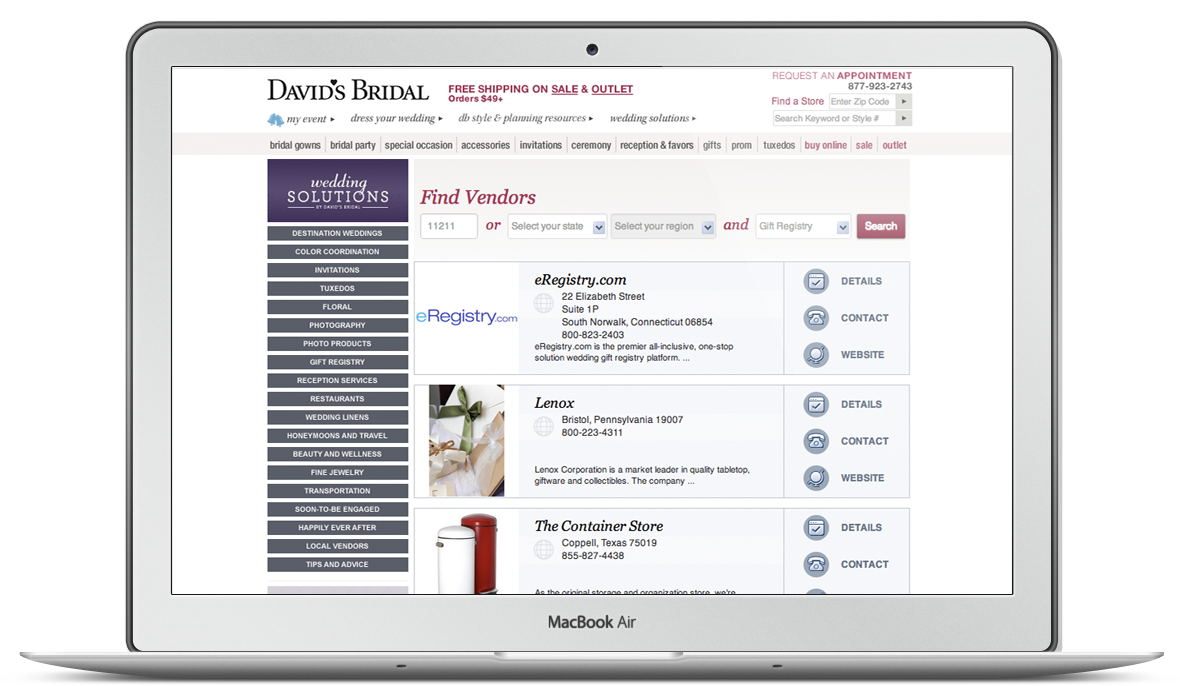 DAVID'S BRIDAL
FREE SHIPPING ON SALE & OUTLET
Orders $49+
REQUEST AN APPOINTMENT
877-923-2743
Find a Store Enter Zip Code
Search Keyword or Style #
my event dress your wedding db style & planning resources wedding solutions
bridal gowns bridal party special occasion accessories invitations ceremony reception & favors gifts prom tuxedos buy online sale outlet
wedding
SOLUTIONS
BY DAVID'S BRIDAL
DESTINATION WEDDINGS
COLOR COORDINATION
INVITATIONS
TUXEDOS
FLORAL
PHOTOGRAPHY
PHOTO PRODUCTS
GIFT REGISTRY
RECEPTION SERVICES
RESTAURANTS
WEDDING LINENS
HONEYMOONS AND TRAVEL
BEAUTY AND WELLNESS
FINE JEWELRY
TRANSPORTATION
SOON-TO-BE ENGAGED
HAPPILY EVER AFTER
LOCAL VENDORS
TIPS AND ADVICE
Find Vendors
11211 or Select your state Select your region and Gift Registry Search
eRegistry.com
eRegistry.com
22 Elizabeth Street
Suite 1P
South Norwalk, Connecticut 06854
800-823-2403
eRegistry.com is the premier all-inclusive, one-stop
solution wedding gift registry platform. ...
DETAILS
CONTACT
WEBSITE
Lenox
Bristol, Pennsylvania 19007
800-223-4311
Lenox Corporation is a market leader in quality tabletop,
giftware and collectibles. The company ...
DETAILS
CONTACT
WEBSITE
The Container Store
Coppell, Texas 75019
855-827-4438
As the original storage and organization store, we're
DETAILS
CONTACT
MacBook Air